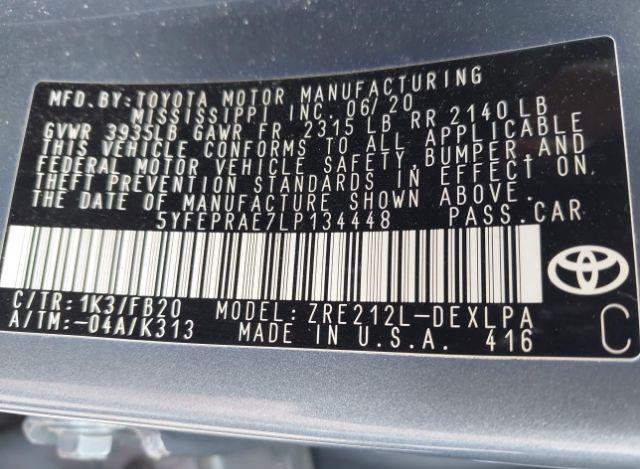 MFD.BY:TOYOTA MOTOR MANUFACTURING
MISSISSIPPI INC. 06/20
GVWR 3935LB GAWR FR. 2315 LB RR 2140 LB
THIS VEHICLE CONFORMS TO ALL APPLICABLE
FEDERAL MOTOR VEHICLE SAFETY,BUMPER,AND
THEFT PREVENTION STANDARDS IN EFFECT ON
THE DATE OF MANUFACTURE SHOWN ABOVE.
5YFEPRAE7LP134448 PASS.CAR
C/TR:1K3/FB20 MODEL: ZRE212L-DEXLPA
A/TM:-04A/K313 MADE IN U.S.A. 416
C